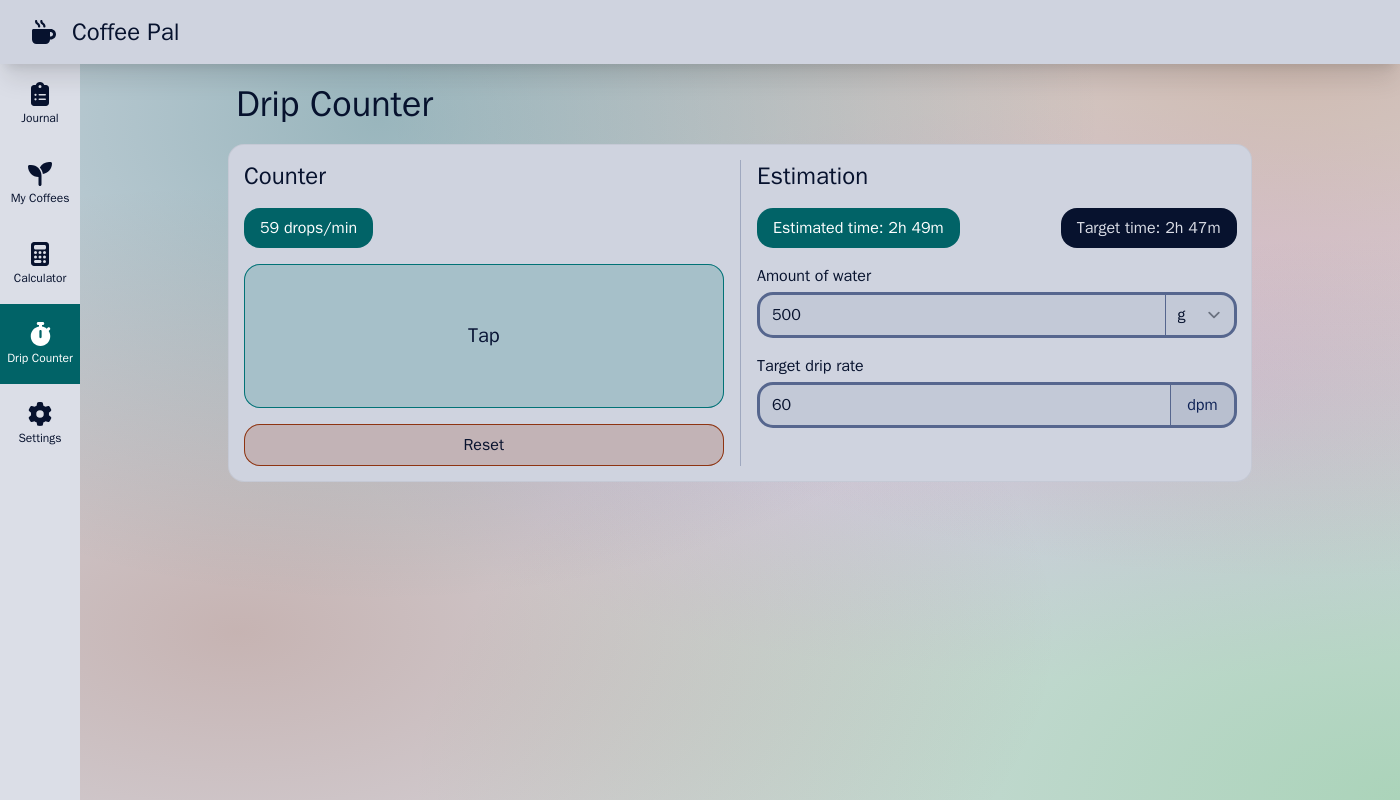 Coffee Pal
Journal
My Coffees
Calculator
Drip Counter
Settings
Drip Counter
Counter
59 drops/min
Tap
Reset
Estimation
Estimated time: 2h 49m
Target time: 2h 47m
Amount of water
500
g
Target drip rate
60
dpm